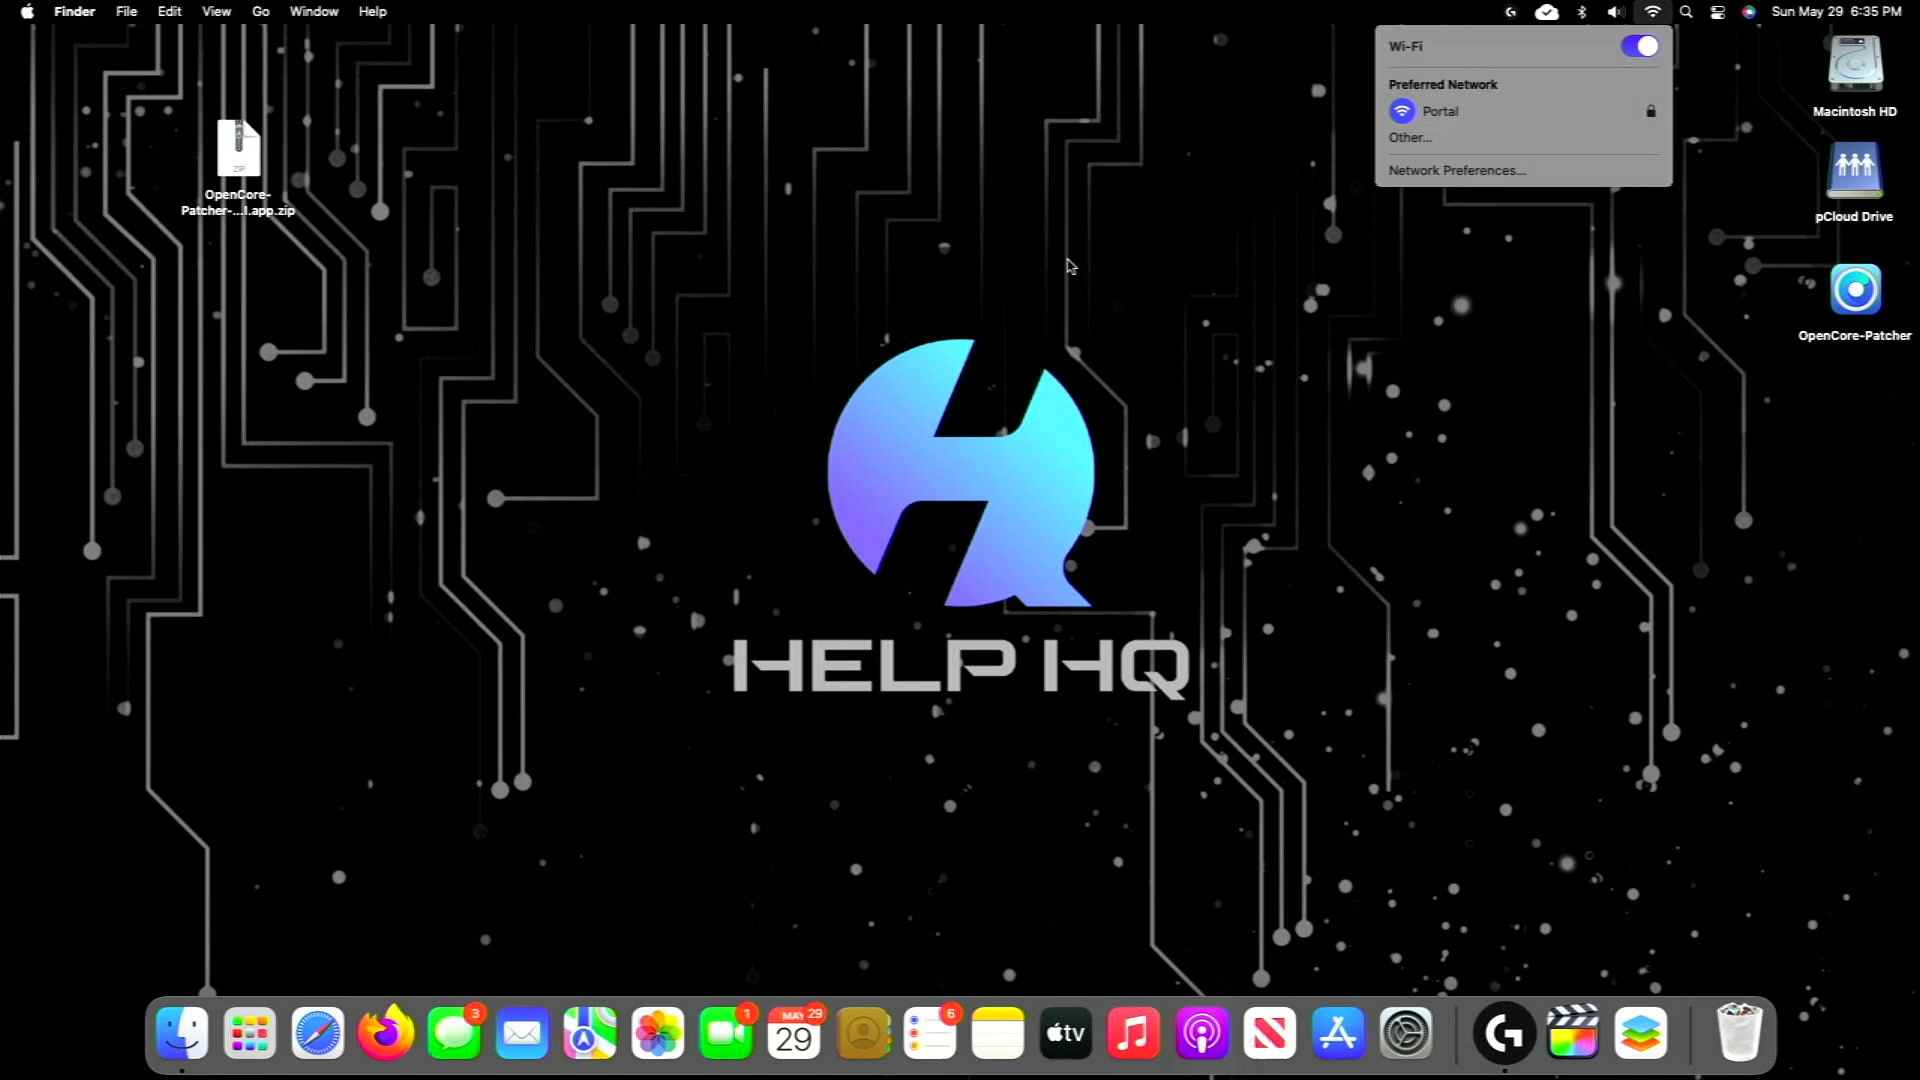 Finder File Edit View Go Window Help
Sun May 29 6:35 PM
Wi-Fi
Preferred Network
Portal
Other...
Network Preferences...
Macintosh HD
pCloud Drive
OpenCore-Patcher
ZIP
OpenCore-
Patcher-...I.app.zip
HELP HQ
3
1
MAY 29
29
6
tv